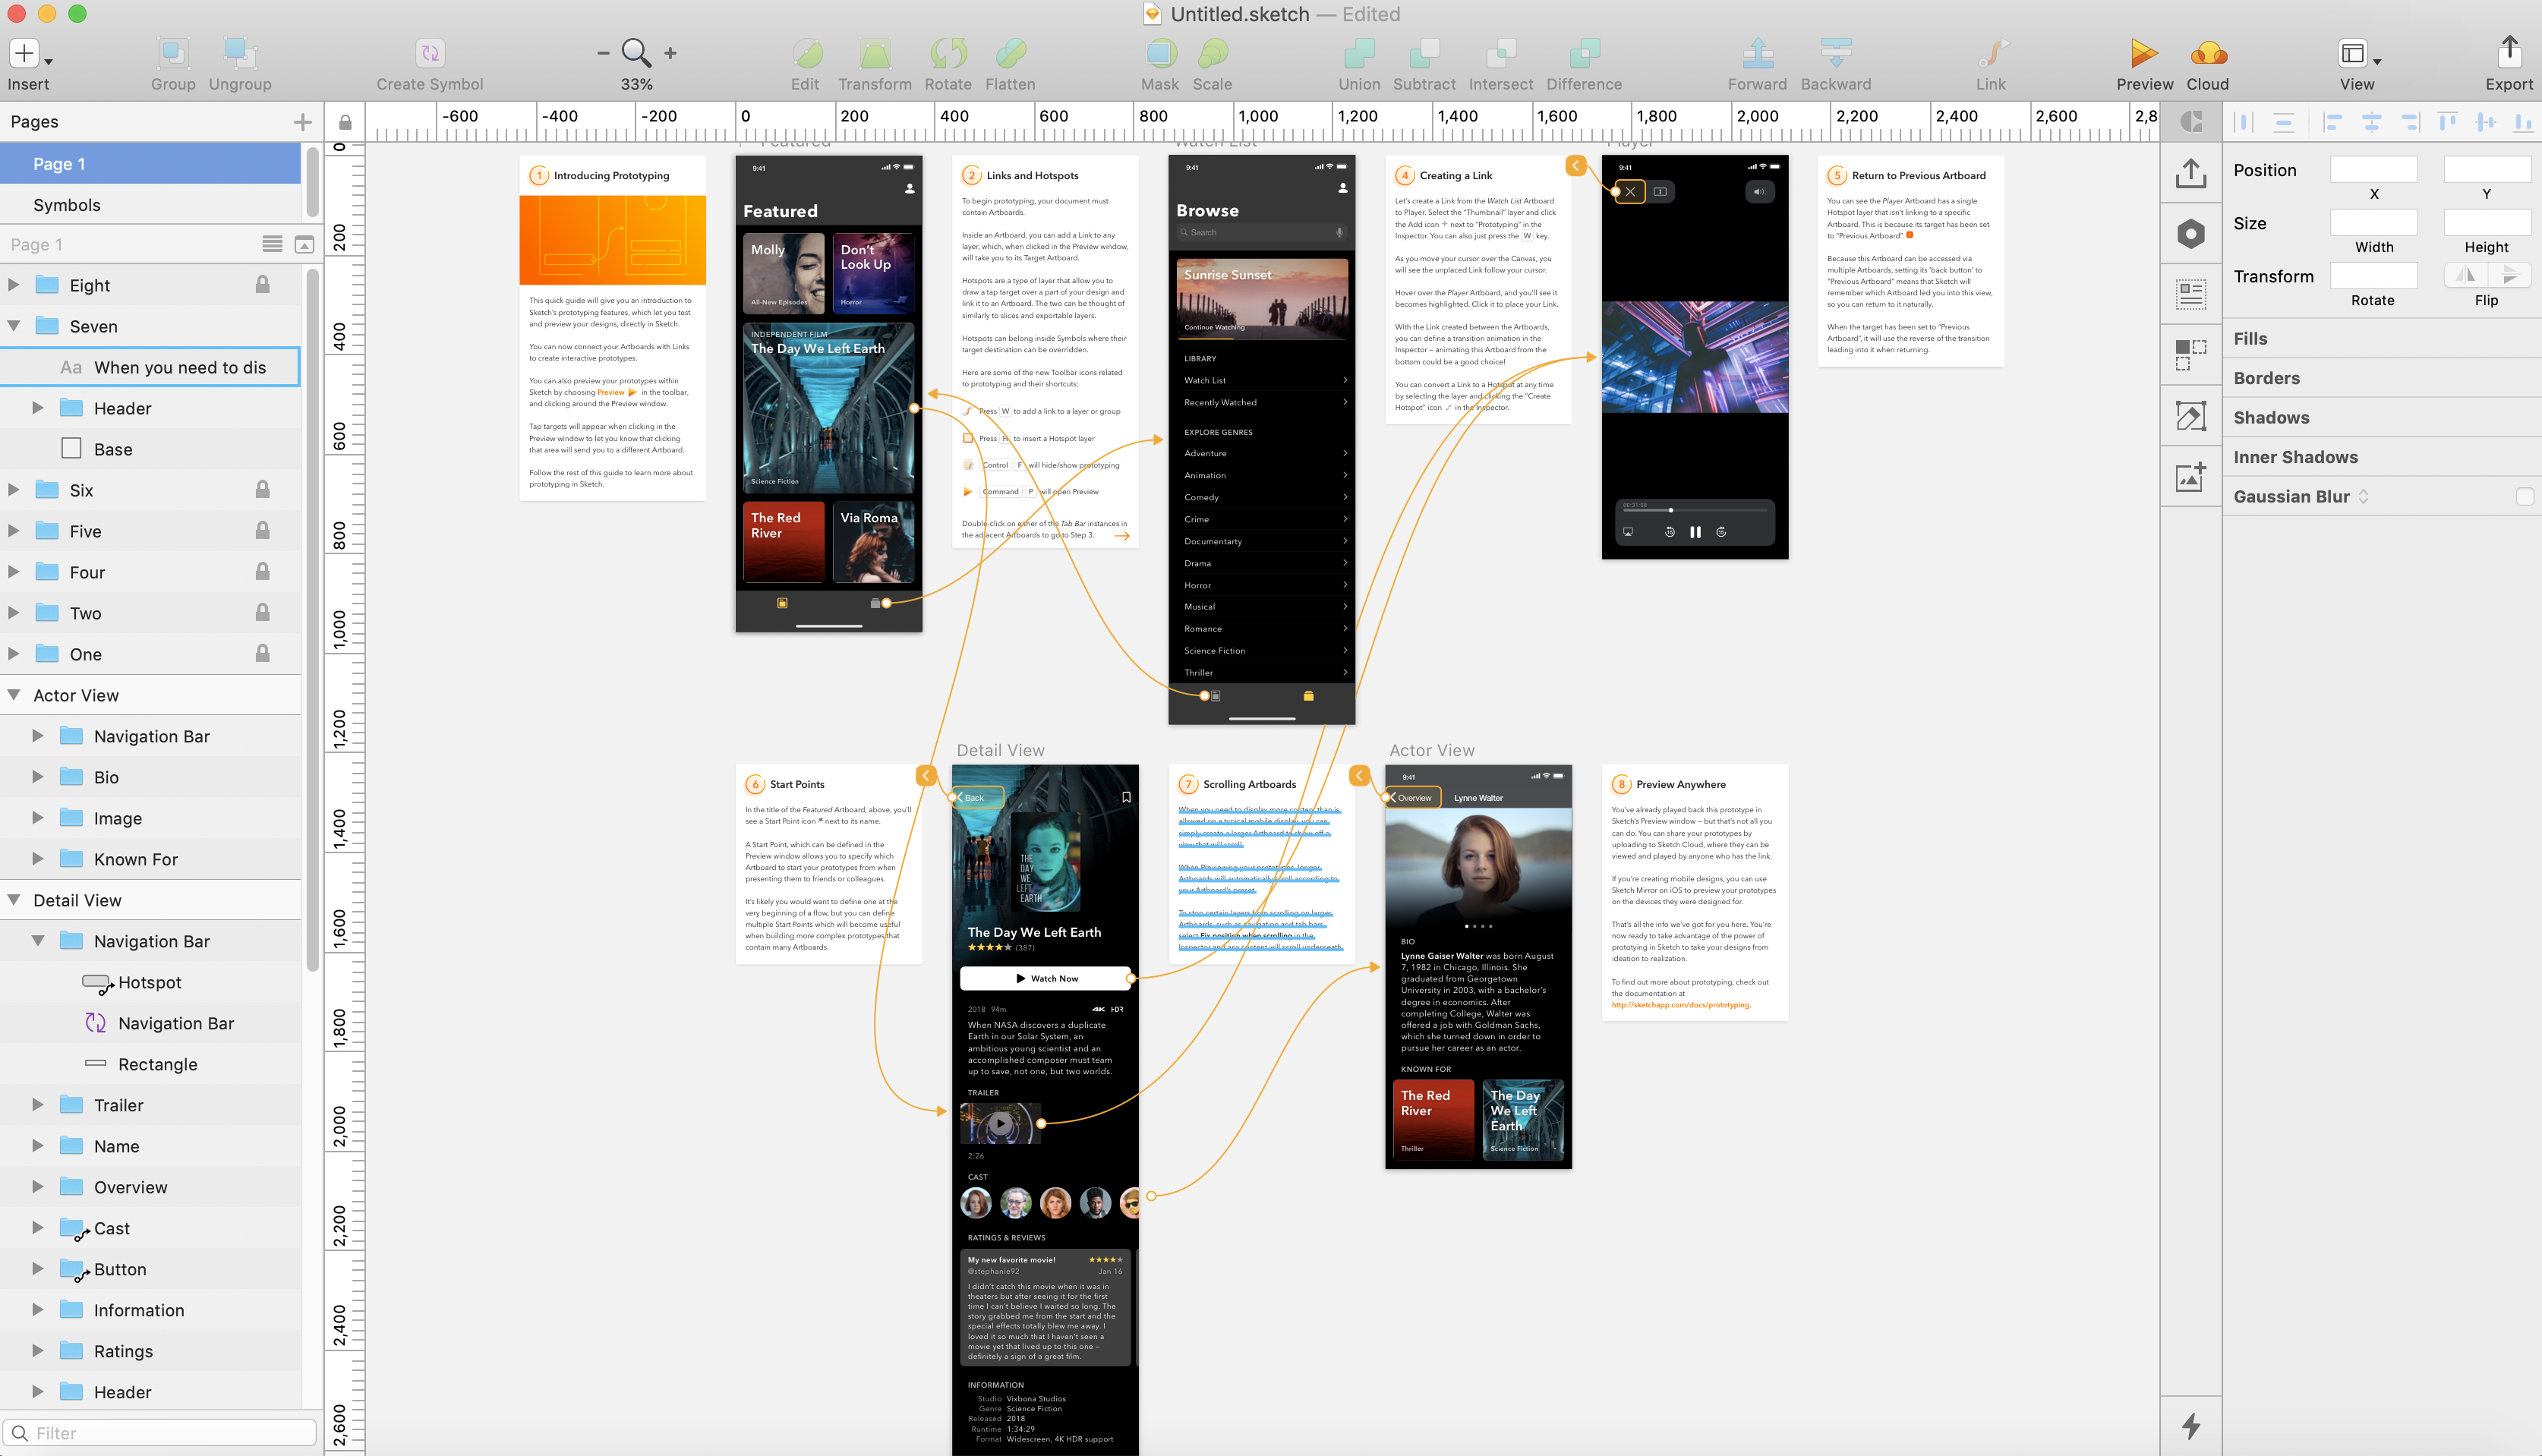 Untitled.sketch — Edited
Insert
Group
Ungroup
Create Symbol
33%
Edit
Transform
Rotate
Flatten
Mask
Scale
Union
Subtract
Intersect
Difference
Forward
Backward
Link
Preview
Cloud
View
Export
Pages
Page 1
Symbols
Page 1
Eight
Seven
Aa When you need to dis
Header
Base
Six
Five
Four
Two
One
Actor View
Navigation Bar
Bio
Image
Known For
Detail View
Navigation Bar
Hotspot
Navigation Bar
Rectangle
Trailer
Name
Overview
Cast
Button
Information
Ratings
Header
Filter
-600 -400 -200 0 200 400 600 800 1,000 1,200 1,400 1,600 1,800 2,000 2,200 2,400 2,600 2,8
0
200
400
600
800
1,000
1,200
1,400
1,600
1,800
2,000
2,200
2,400
2,600
1 Introducing Prototyping
This quick guide will give you an introduction to
Sketch's prototyping features, which let you test
and preview your designs, directly in Sketch.
You can now connect your Artboards with Links
to create interactive prototypes.
You can also preview your prototypes within
Sketch by choosing Preview in the toolbar,
and clicking around the Preview window.
Tap targets will appear when clicking in the
Preview window to let you know that clicking
that area will send you to a different Artboard.
Follow the rest of this guide to learn more about
prototyping in Sketch.
Featured
9:41
Featured
Molly
All-New Episodes
Don't
Look Up
Horror
INDEPENDENT FILM
The Day We Left Earth
Science Fiction
The Red
River
Via Roma
2 Links and Hotspots
To begin prototyping, your document must
contain Artboards.
Inside an Artboard, you can add a Link to any
layer, which, when clicked in the Preview window,
will take you to its Target Artboard.
Hotspots are a type of layer that allow you to
draw a tap target over a part of your design and
link it to an Artboard. The two can be thought of
similarly to slices and exportable layers.
Hotspots can belong inside Symbols where their
target destination can be overridden.
Here are some of the new Toolbar icons related
to prototyping and their shortcuts:
Press W to add a link to a layer or group
Press H to insert a Hotspot layer
Control F will hide/show prototyping
Command P will open Preview
Double-click on either of the Tab Bar instances in
the adjacent Artboards to go to Step 3.
Watch List
9:41
Browse
Search
Sunrise Sunset
Continue Watching
LIBRARY
Watch List
Recently Watched
EXPLORE GENRES
Adventure
Animation
Comedy
Crime
Documentarty
Drama
Horror
Musical
Romance
Science Fiction
Thriller
4 Creating a Link
Let's create a Link from the Watch List Artboard
to Player. Select the "Thumbnail" layer and click
the Add icon + next to "Prototyping" in the
Inspector. You can also just press the W key.
As you move your cursor over the Canvas, you
will see the unplaced Link follow your cursor.
Hover over the Player Artboard, and you'll see it
becomes highlighted. Click it to place your Link.
With the Link created between the Artboards,
you can define a transition animation in the
Inspector – animating this Artboard from the
bottom could be a good choice!
You can convert a Link to a Hotspot at any time
by selecting the layer and clicking the "Create
Hotspot" icon in the Inspector.
Player
9:41
00:31:08
5 Return to Previous Artboard
You can see the Player Artboard has a single
Hotspot layer that isn't linking to a specific
Artboard. This is because its target has been set
to "Previous Artboard".
Because this Artboard can be accessed via
multiple Artboards, setting its 'back button' to
"Previous Artboard" means that Sketch will
remember which Artboard led you into this view,
so you can return to it naturally.
When the target has been set to "Previous
Artboard", it will use the reverse of the transition
leading into it when returning.
6 Start Points
In the title of the Featured Artboard, above, you'll
see a Start Point icon next to its name.
A Start Point, which can be defined in the
Preview window allows you to specify which
Artboard to start your prototypes from when
presenting them to friends or colleagues.
It's likely you would want to define one at the
very beginning of a flow, but you can define
multiple Start Points which will become useful
when building more complex prototypes that
contain many Artboards.
Detail View
Back
THE
DAY
WE
LEFT
EARTH
The Day We Left Earth
(387)
Watch Now
2018 94m 4K HDR
When NASA discovers a duplicate
Earth in our Solar System, an
ambitious young scientist and an
accomplished composer must team
up to save, not one, but two worlds.
TRAILER
2:26
CAST
RATINGS & REVIEWS
My new favorite movie!
@stephanie92 Jan 16
I didn't catch this movie when it was in
theaters but after seeing it for the first
time I can't believe I waited so long. The
story grabbed me from the start and the
special effects totally blew me away. I
loved it so much that I haven't seen a
movie yet that lived up to this one –
definitely a sign of a great film.
INFORMATION
Studio Vixbona Studios
Genre Science Fiction
Released 2018
Runtime 1:34:29
Format Widescreen, 4K HDR support
7 Scrolling Artboards
When you need to display more content than is
allowed on a typical mobile display, you can
simply create a larger Artboard to show off a
view that will scroll.
When Previewing your prototypes, longer
Artboards will automatically scroll according to
your Artboard's preset.
To stop certain layers from scrolling on larger
Artboards, such as navigation and tab bars,
select Fix position when scrolling in the
Inspector and any content will scroll underneath.
Actor View
9:41
Overview
Lynne Walter
BIO
Lynne Gaiser Walter was born August
7, 1982 in Chicago, Illinois. She
graduated from Georgetown
University in 2003, with a bachelor's
degree in economics. After
completing College, Walter was
offered a job with Goldman Sachs,
which she turned down in order to
pursue her career as an actor.
KNOWN FOR
The Red
River
Thriller
The Day
We Left
Earth
Science Fiction
8 Preview Anywhere
You've already played back this prototype in
Sketch's Preview window – but that's not all you
can do. You can share your prototypes by
uploading to Sketch Cloud, where they can be
viewed and played by anyone who has the link.
If you're creating mobile designs, you can use
Sketch Mirror on iOS to preview your prototypes
on the devices they were designed for.
That's all the info we've got for you here. You're
now ready to take advantage of the power of
prototying in Sketch to take your designs from
ideation to realization.
To find out more about prototyping, check out
the documentation at
http://sketchapp.com/docs/prototyping.
Position
X
Y
Size
Width
Height
Transform
Rotate
Flip
Fills
Borders
Shadows
Inner Shadows
Gaussian Blur